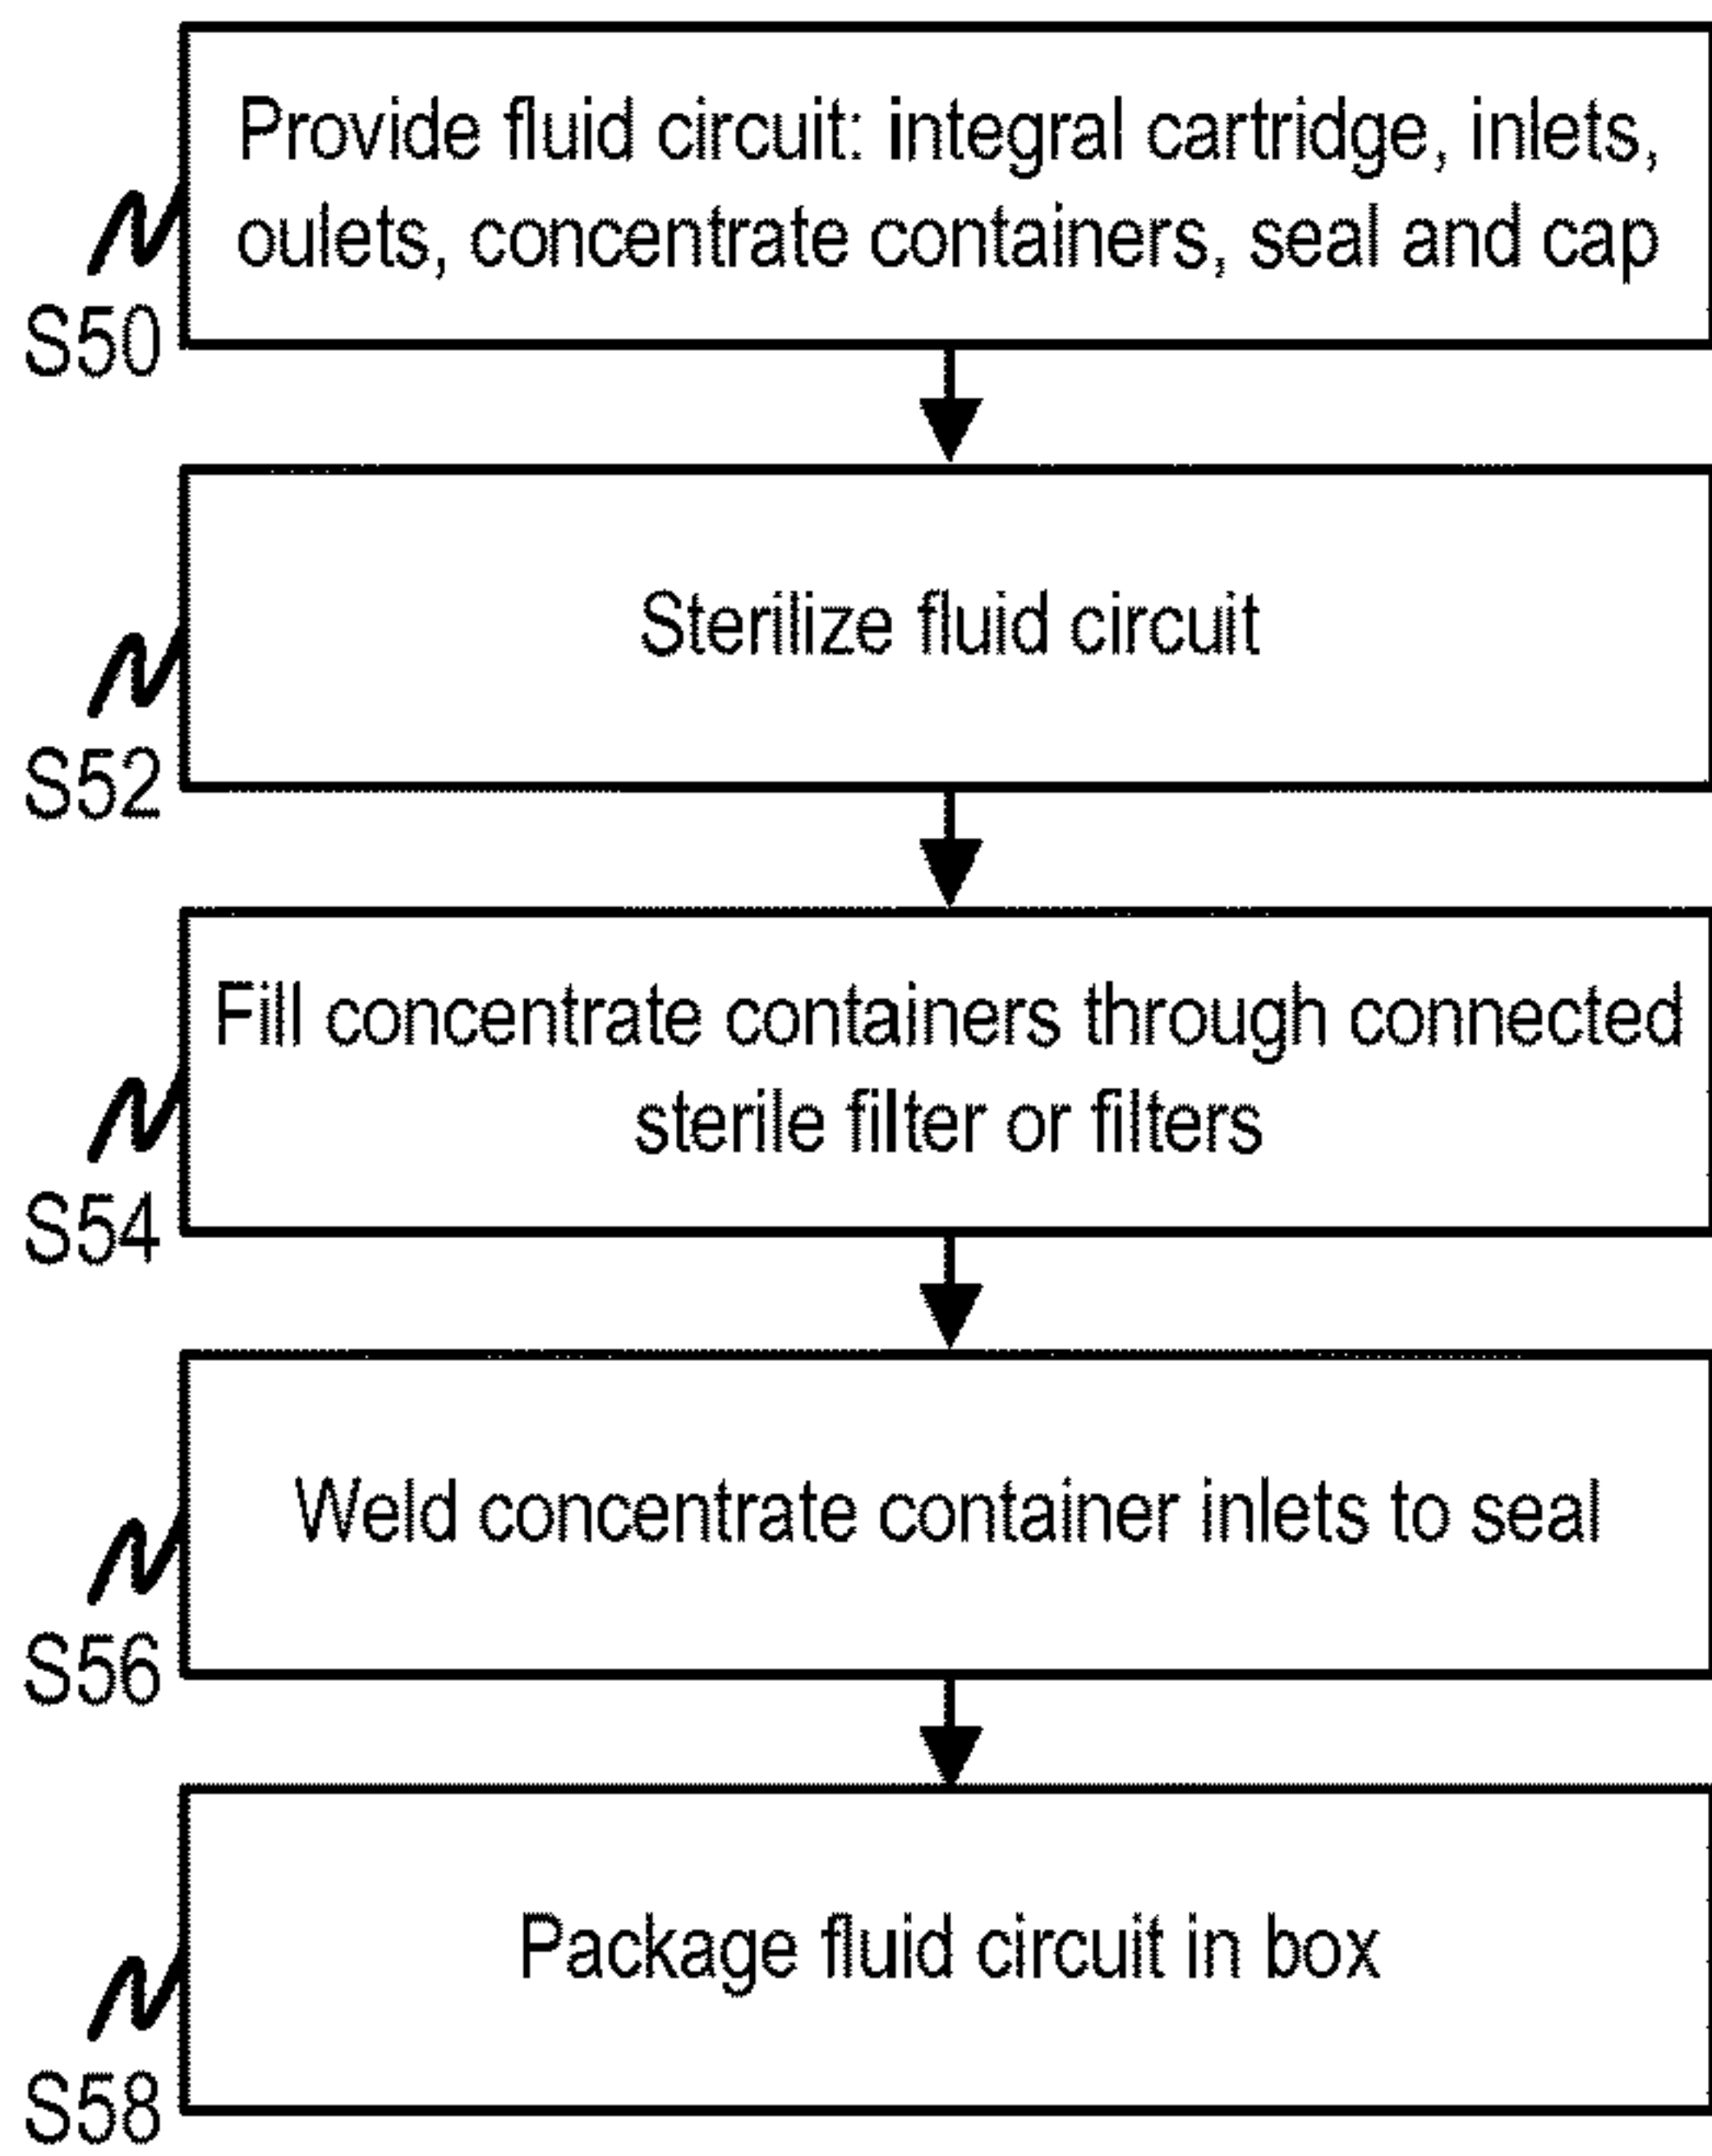 Provide fluid circuit: integral cartridge, inlets,
oulets, concentrate containers, seal and cap
S50
Sterilize fluid circuit
S52
Fill concentrate containers through connected
sterile filter or filters
S54
Weld concentrate container inlets to seal
S56
Package fluid circuit in box
S58